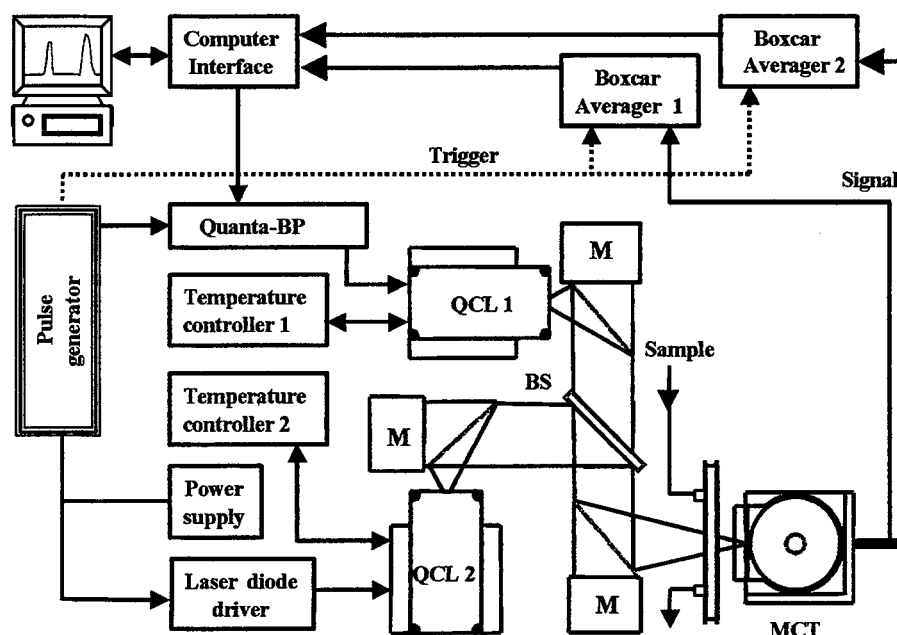 Computer
Interface
Boxcar
Averager 2
Boxcar
Averager 1
Trigger
Signal
Pulse
generator
Quanta-BP
M
Temperature
controller 1
QCL 1
Sample
BS
Temperature
controller 2
M
Power
supply
QCL 2
Laser diode
driver
M
MCT